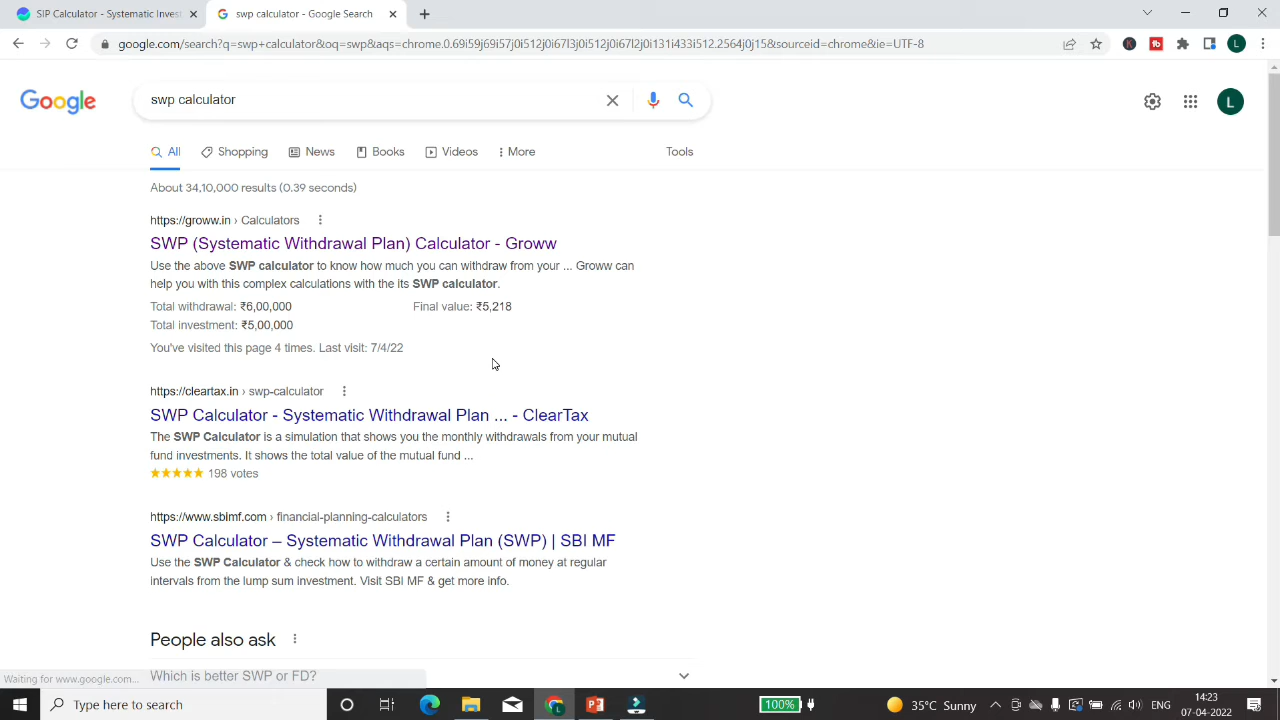 SIP Calculator - Systematic Invest
swp calculator - Google Search
google.com/search?q=swp+calculator&oq=swp&aqs=chrome.0.0i59j69i57j0i512j0i67l3j0i512j0i67l2j0i131i433i512.2564j0j15&sourceid=chrome&ie=UTF-8
K
L
Google
swp calculator
L
All
Shopping
News
Books
Videos
More
Tools
About 34,10,000 results (0.39 seconds)
https://groww.in › Calculators
SWP (Systematic Withdrawal Plan) Calculator - Groww
Use the above SWP calculator to know how much you can withdraw from your ... Groww can
help you with this complex calculations with the its SWP calculator.
Total withdrawal: ₹6,00,000
Final value: ₹5,218
Total investment: ₹5,00,000
You've visited this page 4 times. Last visit: 7/4/22
https://cleartax.in › swp-calculator
SWP Calculator - Systematic Withdrawal Plan ... - ClearTax
The SWP Calculator is a simulation that shows you the monthly withdrawals from your mutual
fund investments. It shows the total value of the mutual fund ...
198 votes
https://www.sbimf.com › financial-planning-calculators
SWP Calculator – Systematic Withdrawal Plan (SWP) | SBI MF
Use the SWP Calculator & check how to withdraw a certain amount of money at regular
intervals from the lump sum investment. Visit SBI MF & get more info.
People also ask
Which is better SWP or FD?
Waiting for www.google.com...
Type here to search
100%
35°C Sunny
ENG
14:23
07-04-2022